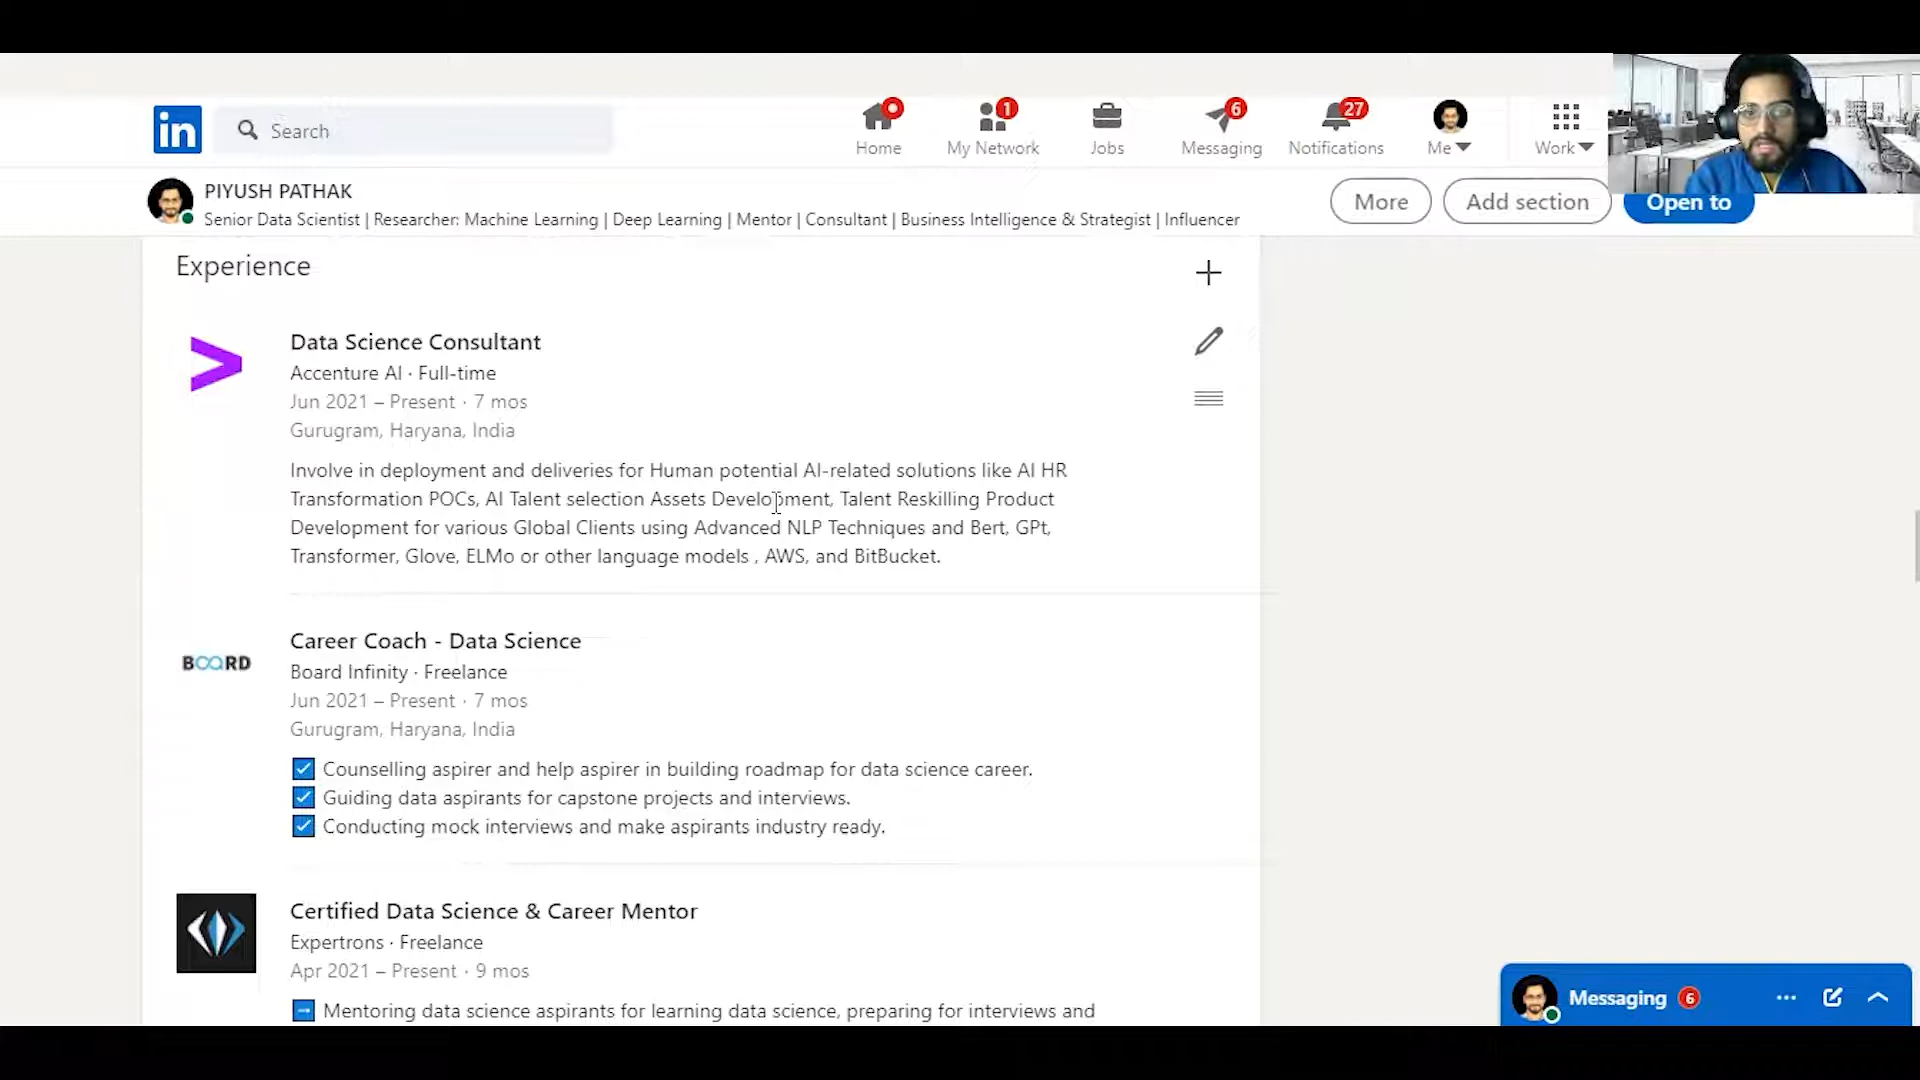 in
Search
1
6
27
Home
My Network
Jobs
Messaging
Notifications
Me
Work
PIYUSH PATHAK
Senior Data Scientist | Researcher: Machine Learning | Deep Learning | Mentor | Consultant | Business Intelligence & Strategist | Influencer
More
Add section
Open to
Experience
Data Science Consultant
Accenture AI · Full-time
Jun 2021 – Present · 7 mos
Gurugram, Haryana, India
Involve in deployment and deliveries for Human potential AI-related solutions like AI HR
Transformation POCs, AI Talent selection Assets Development, Talent Reskilling Product
Development for various Global Clients using Advanced NLP Techniques and Bert, GPt,
Transformer, Glove, ELMo or other language models , AWS, and BitBucket.
BOARD
Career Coach - Data Science
Board Infinity · Freelance
Jun 2021 – Present · 7 mos
Gurugram, Haryana, India
Counselling aspirer and help aspirer in building roadmap for data science career.
Guiding data aspirants for capstone projects and interviews.
Conducting mock interviews and make aspirants industry ready.
Certified Data Science & Career Mentor
Expertrons · Freelance
Apr 2021 – Present · 9 mos
Mentoring data science aspirants for learning data science, preparing for interviews and
Messaging 6